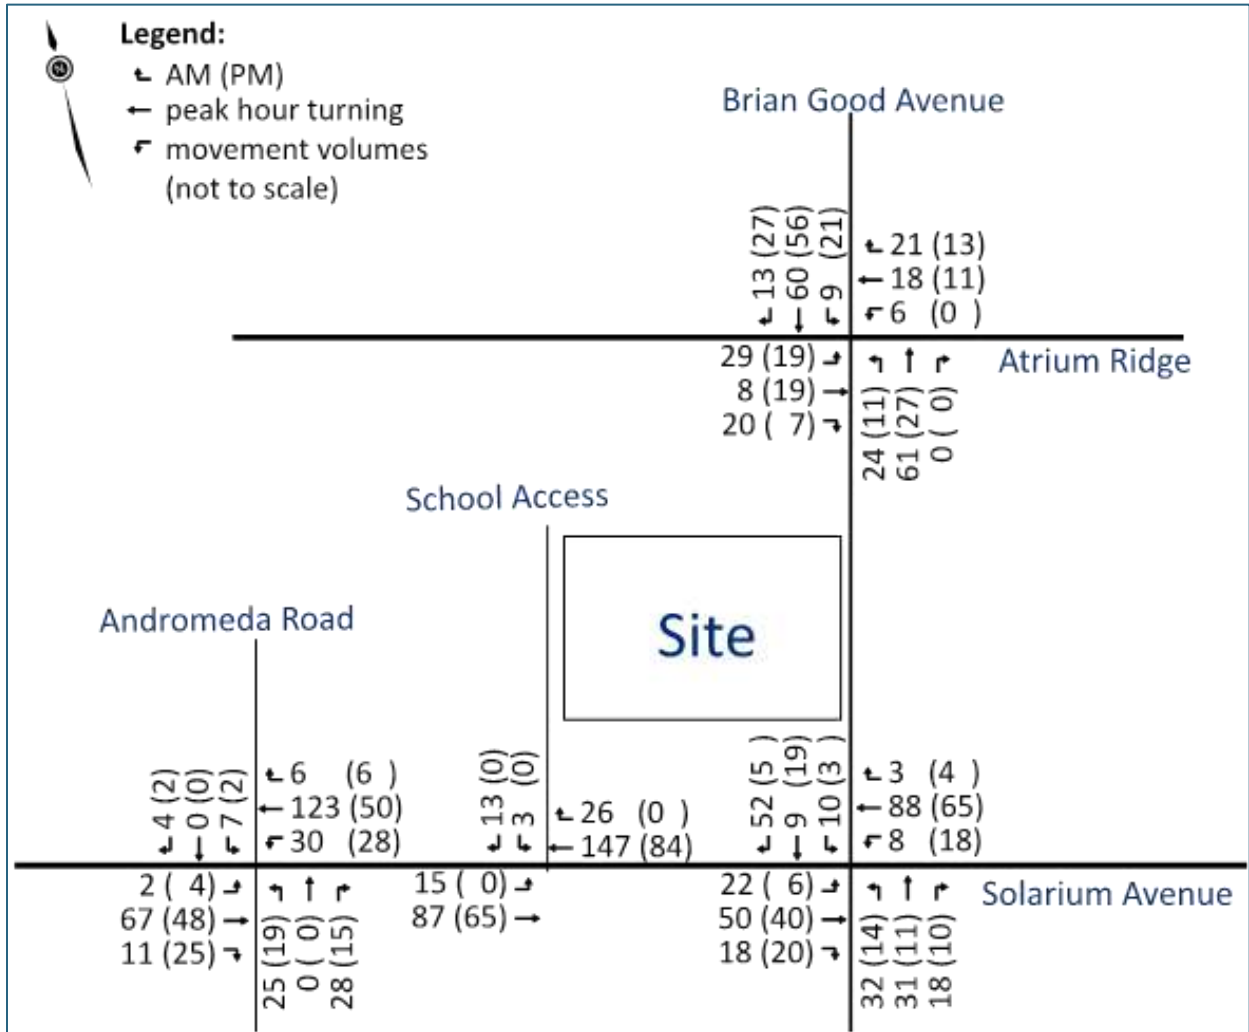 Legend:
AM (PM)
peak hour turning
movement volumes
(not to scale)
Brian Good Avenue
13 (27)
60 (56)
9 (21)
21 (13)
18 (11)
6 (0 )
Atrium Ridge
29 (19)
8 (19)
20 ( 7)
24 (11)
61 (27)
0 ( 0)
School Access
Site
Andromeda Road
4 (2)
0 (0)
7 (2)
6 (6 )
123 (50)
30 (28)
13 (0)
3 (0)
26 (0 )
147 (84)
52 (5 )
9 (19)
10 (3 )
3 (4 )
88 (65)
8 (18)
Solarium Avenue
2 ( 4)
67 (48)
11 (25)
25 (19)
0 ( 0)
28 (15)
15 ( 0)
87 (65)
22 ( 6)
50 (40)
18 (20)
32 (14)
31 (11)
18 (10)